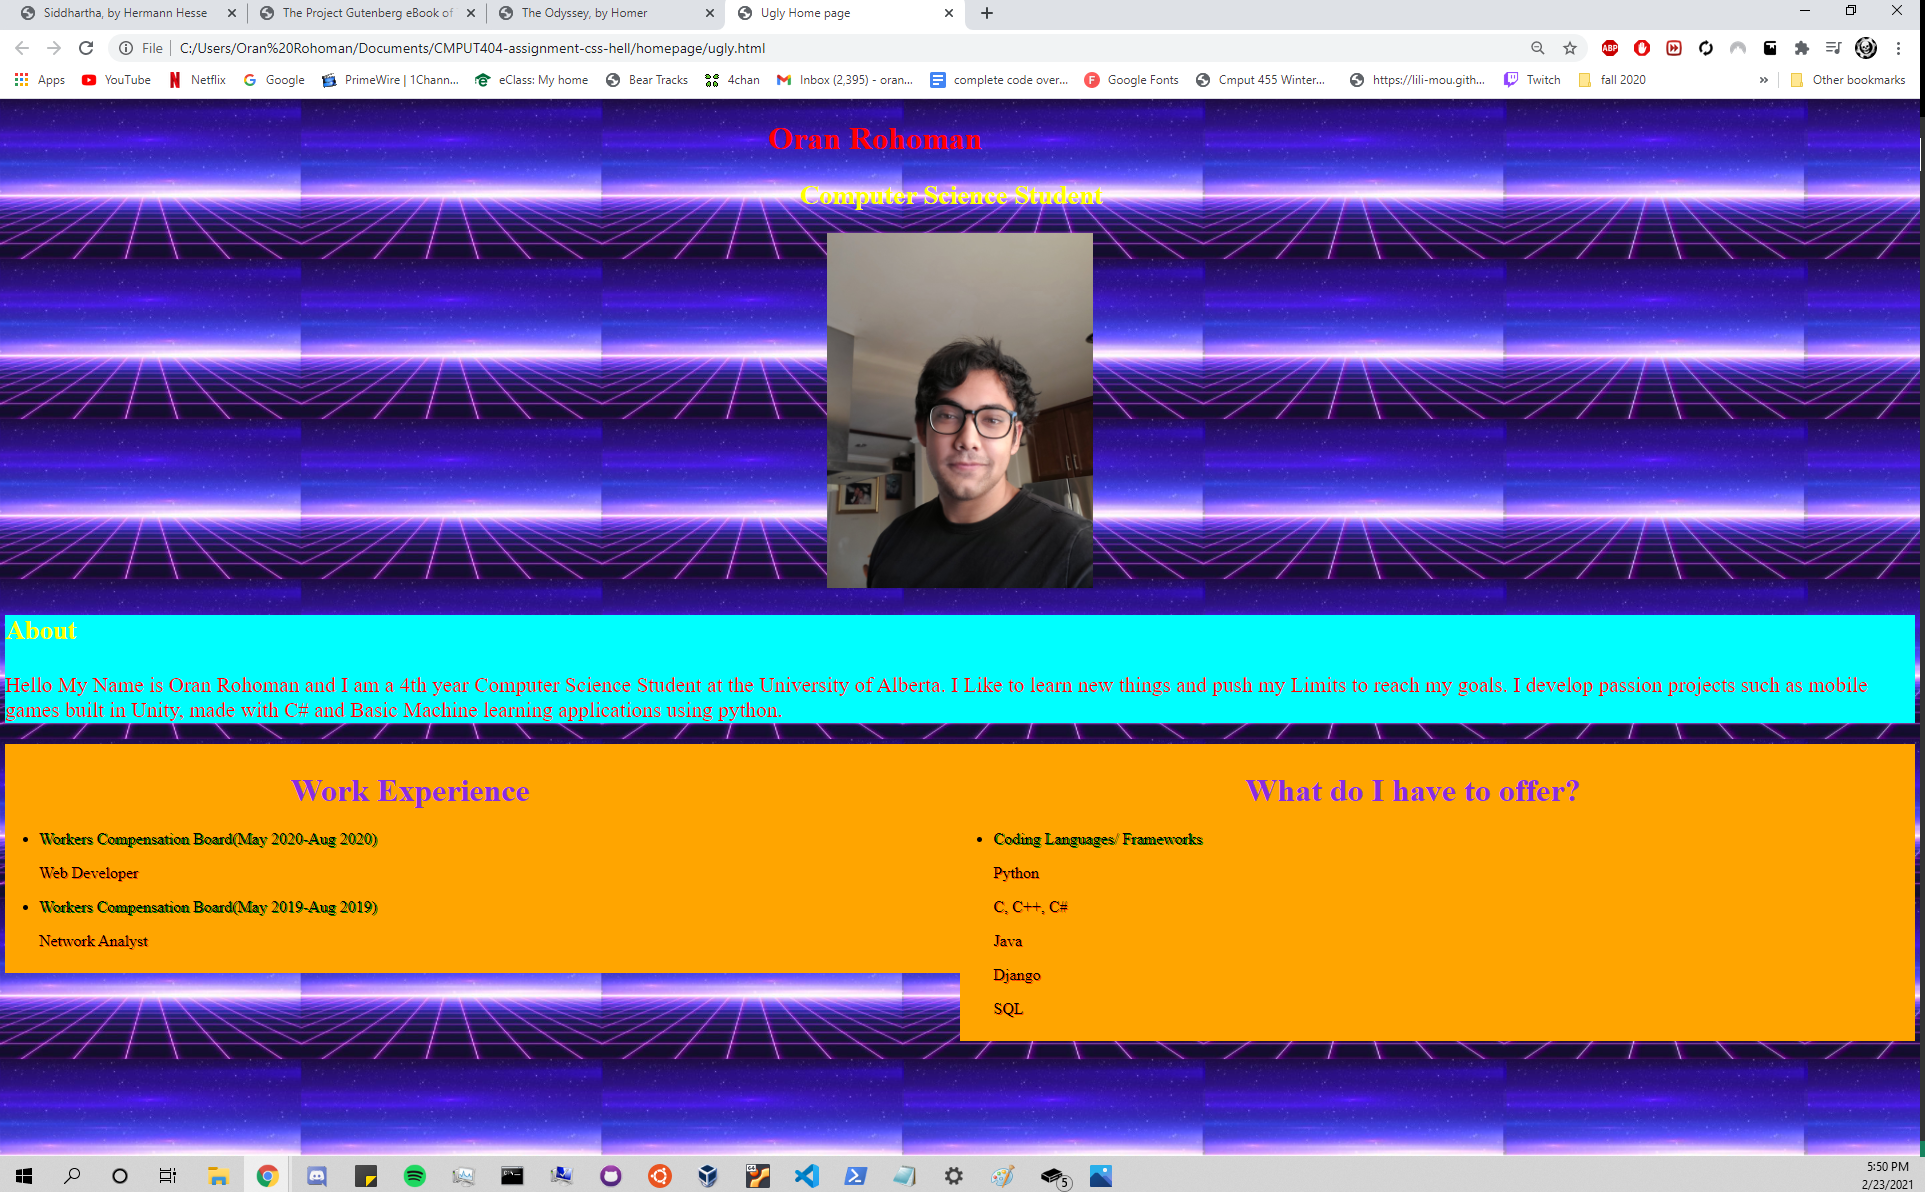 Siddhartha, by Hermann Hesse
The Project Gutenberg eBook of
The Odyssey, by Homer
Ugly Home page
File
C:/Users/Oran%20Rohoman/Documents/CMPUT404-assignment-css-hell/homepage/ugly.html
ABP
Apps
YouTube
Netflix
Google
PrimeWire | 1Chann...
eClass: My home
Bear Tracks
4chan
Inbox (2,395) - oran...
complete code over...
Google Fonts
Cmput 455 Winter...
https://lili-mou.gith...
Twitch
fall 2020
»
Other bookmarks
Oran Rohoman
Computer Science Student
About
Hello My Name is Oran Rohoman and I am a 4th year Computer Science Student at the University of Alberta. I Like to learn new things and push my Limits to reach my goals. I develop passion projects such as mobile
games built in Unity, made with C# and Basic Machine learning applications using python.
Work Experience
• Workers Compensation Board(May 2020-Aug 2020)
Web Developer
• Workers Compensation Board(May 2019-Aug 2019)
Network Analyst
What do I have to offer?
• Coding Languages/ Frameworks
Python
C, C++, C#
Java
Django
SQL
5
5:50 PM
2/23/2021